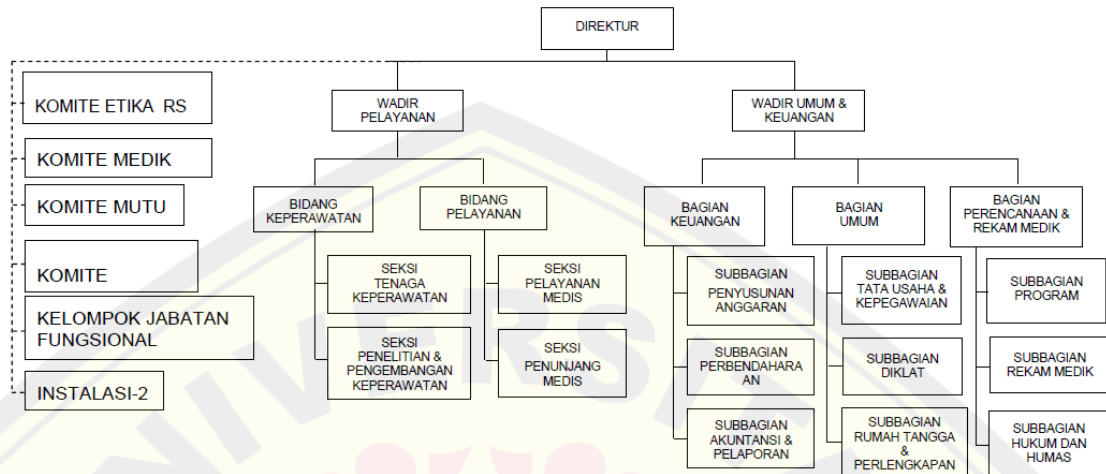 DIREKTUR
KOMITE ETIKA RS
KOMITE MEDIK
KOMITE MUTU
KOMITE
KELOMPOK JABATAN
FUNGSIONAL
INSTALASI-2
WADIR
PELAYANAN
WADIR UMUM &
KEUANGAN
BIDANG
KEPERAWATAN
BIDANG
PELAYANAN
BAGIAN
KEUANGAN
BAGIAN
UMUM
BAGIAN
PERENCANAAN &
REKAM MEDIK
SEKSI
TENAGA
KEPERAWATAN
SEKSI
PELAYANAN
MEDIS
SUBBAGIAN
PENYUSUNAN
ANGGARAN
SUBBAGIAN
TATA USAHA &
KEPEGAWAIAN
SUBBAGIAN
PROGRAM
SEKSI
PENELITIAN &
PENGEMBANGAN
KEPERAWATAN
SEKSI
PENUNJANG
MEDIS
SUBBAGIAN
PERBENDAHARA
AN
SUBBAGIAN
DIKLAT
SUBBAGIAN
REKAM MEDIK
SUBBAGIAN
AKUNTANSI &
PELAPORAN
SUBBAGIAN
RUMAH TANGGA
&
PERLENGKAPAN
SUBBAGIAN
HUKUM DAN
HUMAS